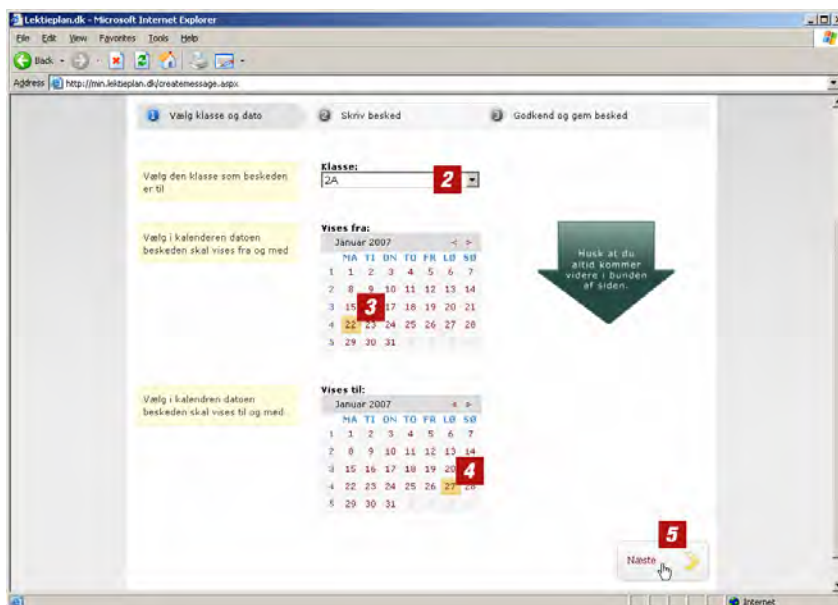 Lektieplan.dk - Microsoft Internet Explorer
File Edit View Favorites Tools Help
Back
Address http://min.lektieplan.dk/createmessage.aspx
1 Vælg klasse og dato 2 Skriv besked 3 Godkend og gem besked
Klasse:
Vælg den klasse som beskeden
er til
2A 2
Vises fra:
Vælg i kalenderen datoen
beskeden skal vises fra og med
Januar 2007 < >
MA TI ON TO FR LØ SØ
1 1 2 3 4 5 6 7
2 8 9 10 11 12 13 14
3 15 17 18 19 20 21
3
4 22 23 24 25 26 27 28
5 29 30 31
Husk at du
altid kommer
videre i bunden
af siden.
Vises til:
Vælg i kalendren datoen
beskeden skal vises til og med
Januar 2007 < >
MA TI ON TO FR LØ SØ
1 1 2 3 4 5 6 7
2 8 9 10 11 12 13 14
3 15 16 17 18 19 20
4
4 22 23 24 25 26 27 28
5 29 30 31
5
Næste
Internet